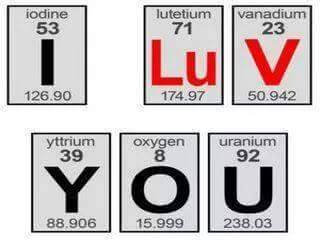 iodine lutetium vanadium
53 71 23
I Lu V
126.90 174.97 50.942
yttrium oxygen uranium
39 8 92
Y O U
88.906 15.999 238.03